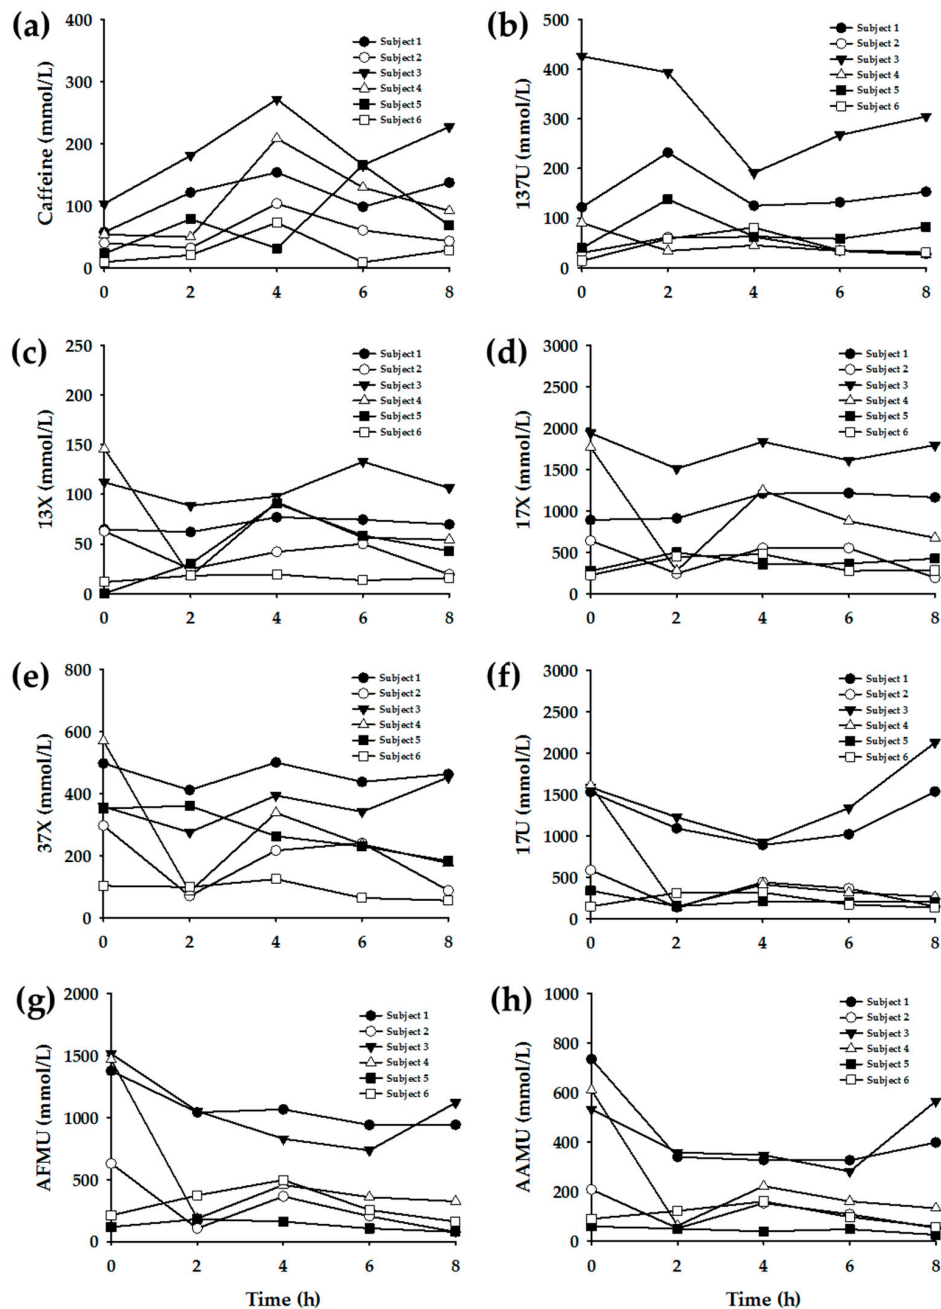 (a)
Caffeine (mmol/L)
400
300
200
100
0
0 2 4 6 8
Subject 1
Subject 2
Subject 3
Subject 4
Subject 5
Subject 6
(b)
137U (mmol/L)
500
400
300
200
100
0
0 2 4 6 8
Subject 1
Subject 2
Subject 3
Subject 4
Subject 5
Subject 6
(c)
13X (mmol/L)
250
200
150
100
50
0
0 2 4 6 8
Subject 1
Subject 2
Subject 3
Subject 4
Subject 5
Subject 6
(d)
17X (mmol/L)
3000
2500
2000
1500
1000
500
0
0 2 4 6 8
Subject 1
Subject 2
Subject 3
Subject 4
Subject 5
Subject 6
(e)
37X (mmol/L)
800
600
400
200
0
0 2 4 6 8
Subject 1
Subject 2
Subject 3
Subject 4
Subject 5
Subject 6
(f)
17U (mmol/L)
3000
2500
2000
1500
1000
500
0
0 2 4 6 8
Subject 1
Subject 2
Subject 3
Subject 4
Subject 5
Subject 6
(g)
AFMU (mmol/L)
2000
1500
1000
500
0
0 2 4 6 8
Time (h)
Subject 1
Subject 2
Subject 3
Subject 4
Subject 5
Subject 6
(h)
AAMU (mmol/L)
1000
800
600
400
200
0
0 2 4 6 8
Time (h)
Subject 1
Subject 2
Subject 3
Subject 4
Subject 5
Subject 6